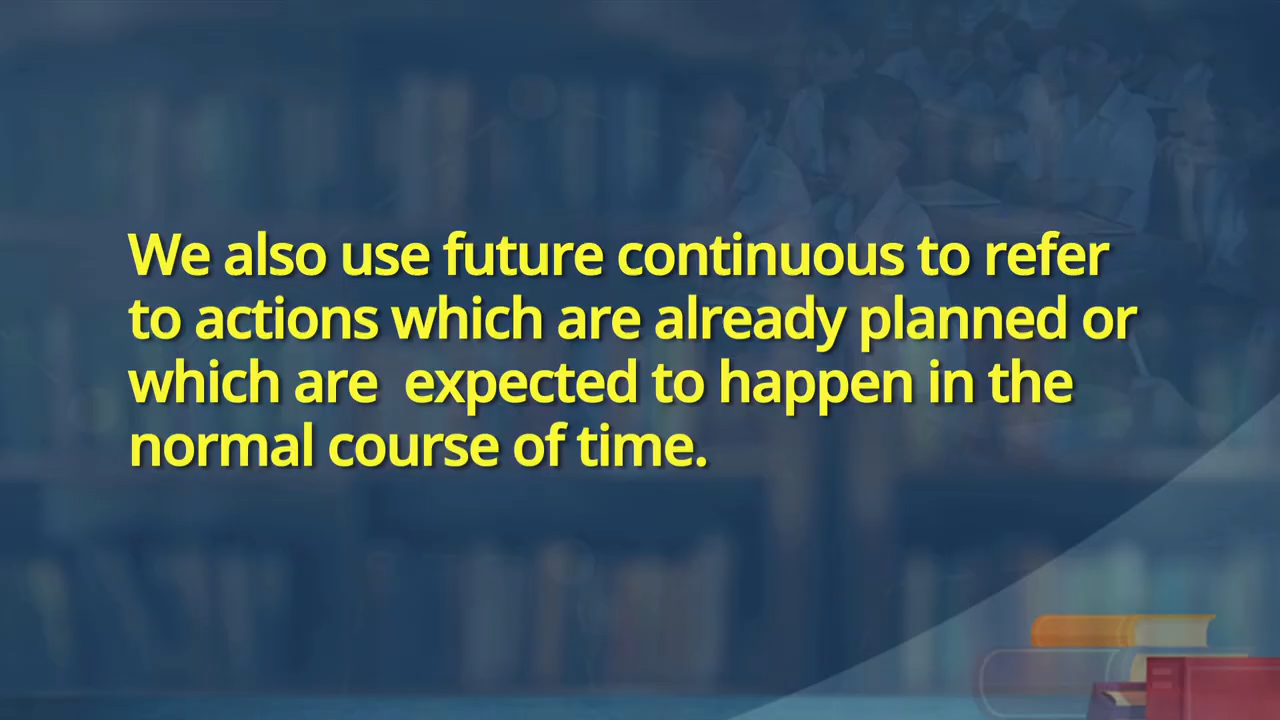 We also use future continuous to refer
to actions which are already planned or
which are  expected to happen in the
normal course of time.